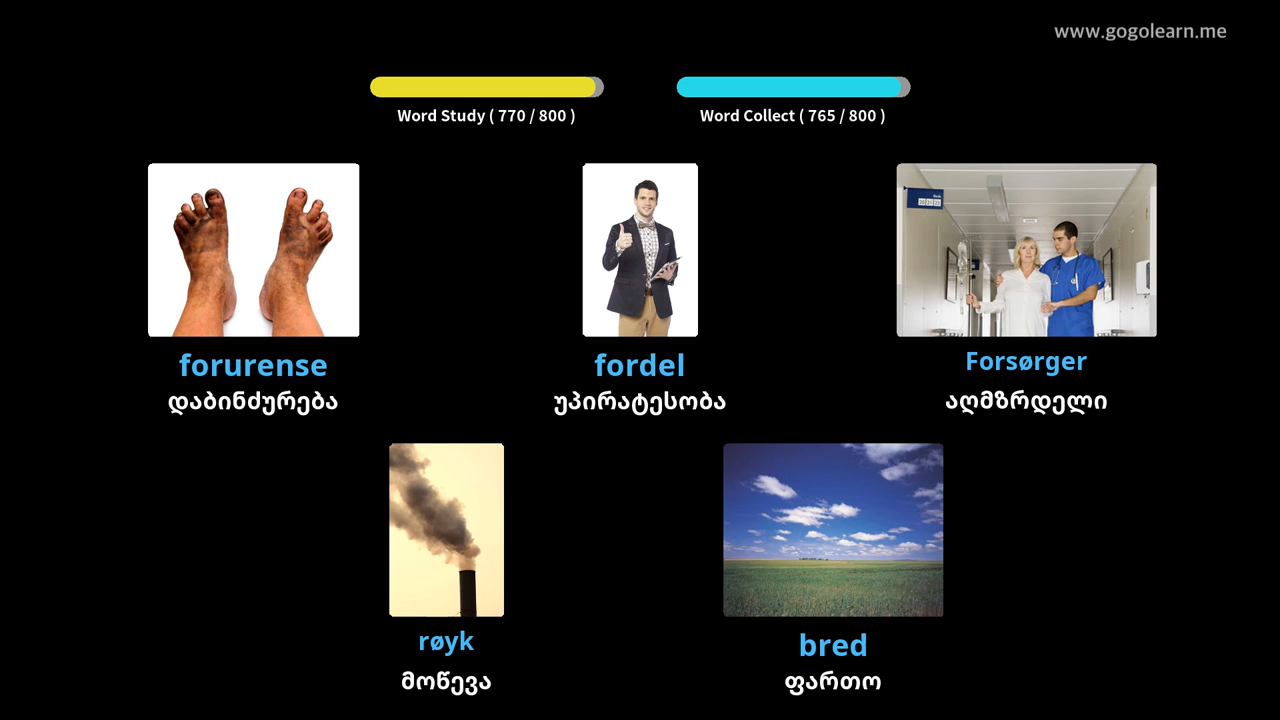 www.gogolearn.me
Word Study ( 770 / 800 )
Word Collect ( 765 / 800 )
forurense
დაბინძურება
fordel
უპირატესობა
Forsørger
აღმზრდელი
røyk
მოწევა
bred
ფართო